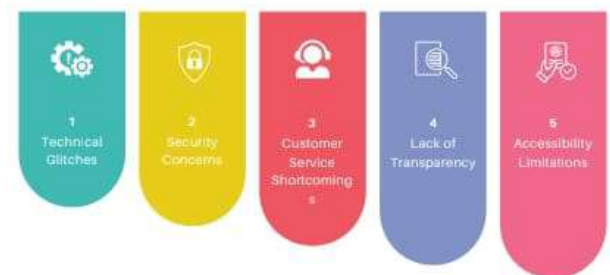 1
Technical
Glitches
2
Security
Concerns
3
Customer
Service
Shortcoming
s
4
Lack of
Transparency
5
Accessibility
Limitations